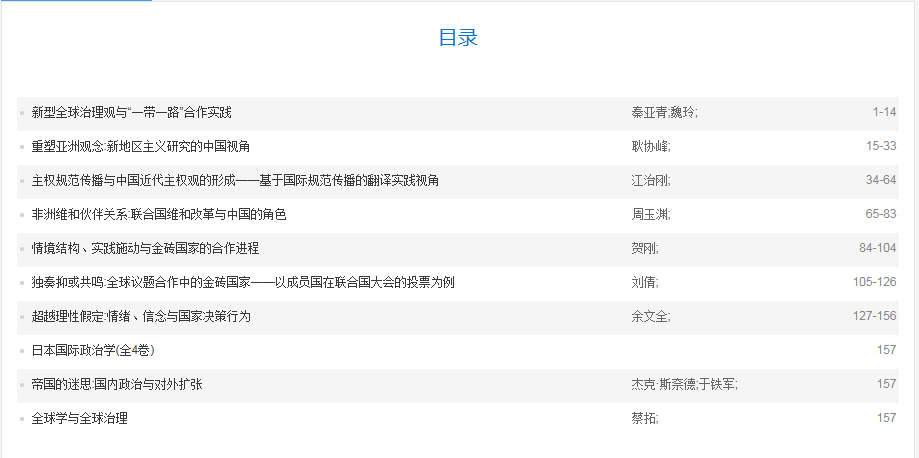 目录
新型全球治理观与“一带一路”合作实践 秦亚青;魏玲; 1-14
重塑亚洲观念:新地区主义研究的中国视角 耿协峰; 15-33
主权规范传播与中国近代主权观的形成——基于国际规范传播的翻译实践视角 江治刚; 34-64
非洲维和伙伴关系:联合国维和改革与中国的角色 周玉渊; 65-83
情境结构、实践施动与金砖国家的合作进程 贺刚; 84-104
独奏抑或共鸣:全球议题合作中的金砖国家——以成员国在联合国大会的投票为例 刘倩; 105-126
超越理性假定:情绪、信念与国家决策行为 余文全; 127-156
日本国际政治学(全4卷) 157
帝国的迷思:国内政治与对外扩张 杰克·斯奈德;于铁军; 157
全球学与全球治理 蔡拓; 157